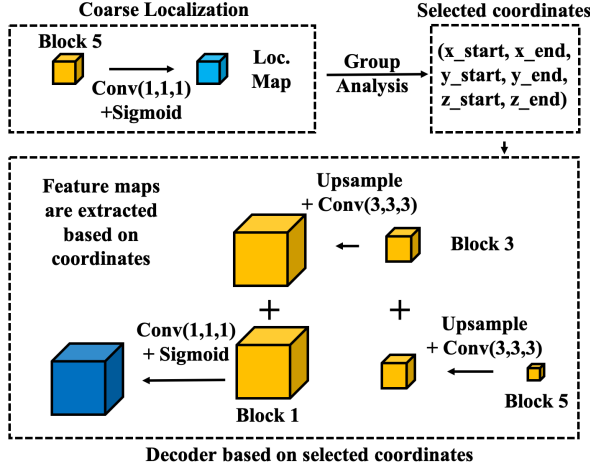 Coarse Localization
Block 5
Conv(1,1,1)
+Sigmoid
Loc.
Map
Group
Analysis
Selected coordinates
(x_start, x_end,
y_start, y_end,
z_start, z_end)
Feature maps
are extracted
based on
coordinates
Upsample
+ Conv(3,3,3)
Block 3
+
+
Upsample
+ Conv(3,3,3)
Block 5
Conv(1,1,1)
+ Sigmoid
Block 1
Decoder based on selected coordinates